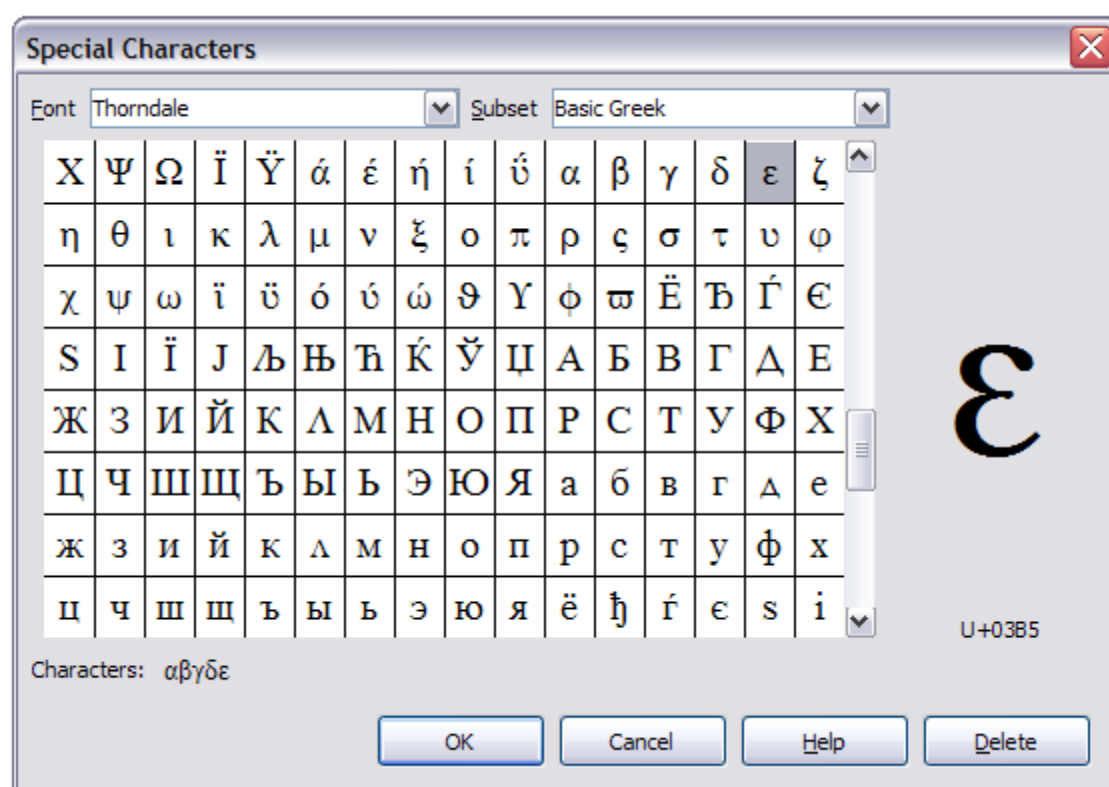 Special Characters
Font Thorndale Subset Basic Greek
Χ Ψ Ω Ϊ Ϋ ά έ ή ί ΰ α β γ δ ε ζ
η θ ι κ λ μ ν ξ ο π ρ ς σ τ υ φ
χ ψ ω ϊ ϋ ό ύ ώ ϑ ϒ ϕ ϖ Ё Ђ Ѓ Є
Ѕ І Ї Ј Љ Њ Ћ Ќ Ў Џ А Б В Г Д Е
Ж З И Й К Л М Н О П Р С Т У Ф Х
Ц Ч Ш Щ Ъ Ы Ь Э Ю Я а б в г д е
ж з и й к л м н о п р с т у ф х
ц ч ш щ ъ ы ь э ю я ё ђ ѓ є ѕ і
ε
U+03B5
Characters: αβγδε
OK Cancel Help Delete